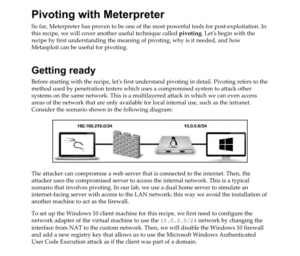 Pivoting with Meterpreter
So far, Meterpreter has proven to be one of the most powerful tools for post-exploitation. In
this recipe, we will cover another useful technique called pivoting. Let's begin with the
recipe by first understanding the meaning of pivoting, why is it needed, and how
Metasploit can be useful for pivoting.
Getting ready
Before starting with the recipe, let's first understand pivoting in detail. Pivoting refers to the
method used by penetration testers which uses a compromised system to attack other
systems on the same network. This is a multilayered attack in which we can even access
areas of the network that are only available for local internal use, such as the intranet.
Consider the scenario shown in the following diagram:
192.168.216.0/24 10.0.0.0/24
The attacker can compromise a web server that is connected to the internet. Then, the
attacker uses the compromised server to access the internal network. This is a typical
scenario that involves pivoting. In our lab, we use a dual home server to simulate an
internet-facing server with access to the LAN network; this way we avoid the installation of
another machine to act as the firewall.
To set up the Windows 10 client machine for this recipe, we first need to configure the
network adapter of the virtual machine to use the 10.0.0.0/24 network by changing the
interface from NAT to the custom network. Then, we will disable the Windows 10 firewall
and add a new registry key that allows us to use the Microsoft Windows Authenticated
User Code Execution attack as if the client was part of a domain.